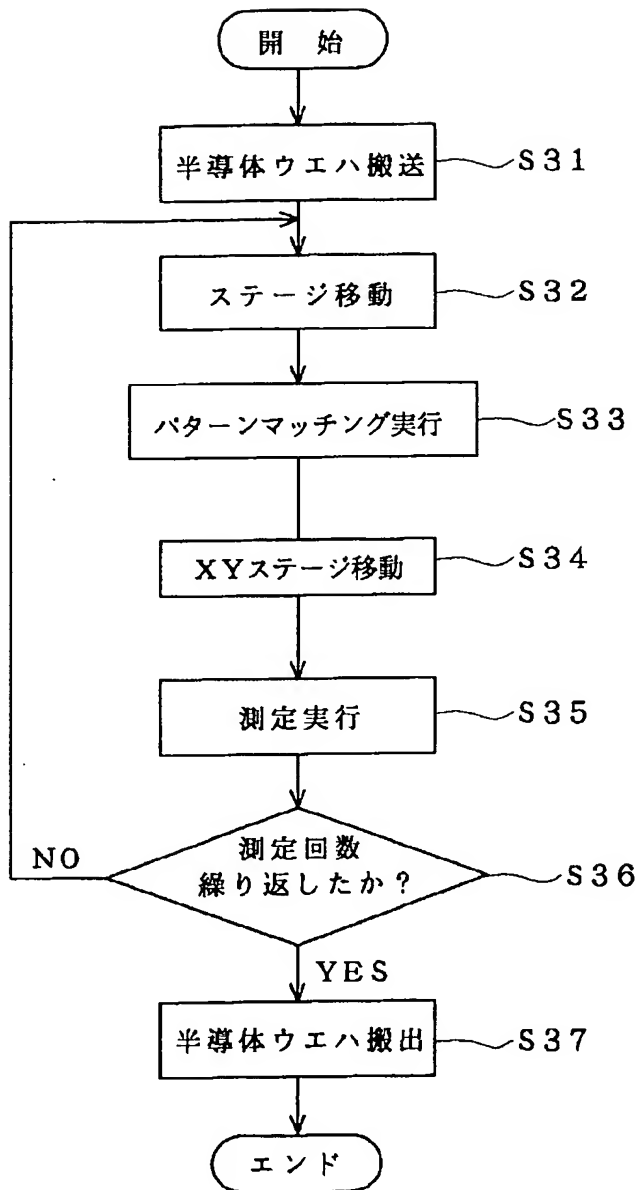 開 始
半導体ウエハ搬送
S31
ステージ移動
S32
パターンマッチング実行
S33
XYステージ移動
S34
測定実行
S35
測定回数
繰り返したか？
S36
NO
YES
半導体ウエハ搬出
S37
エンド